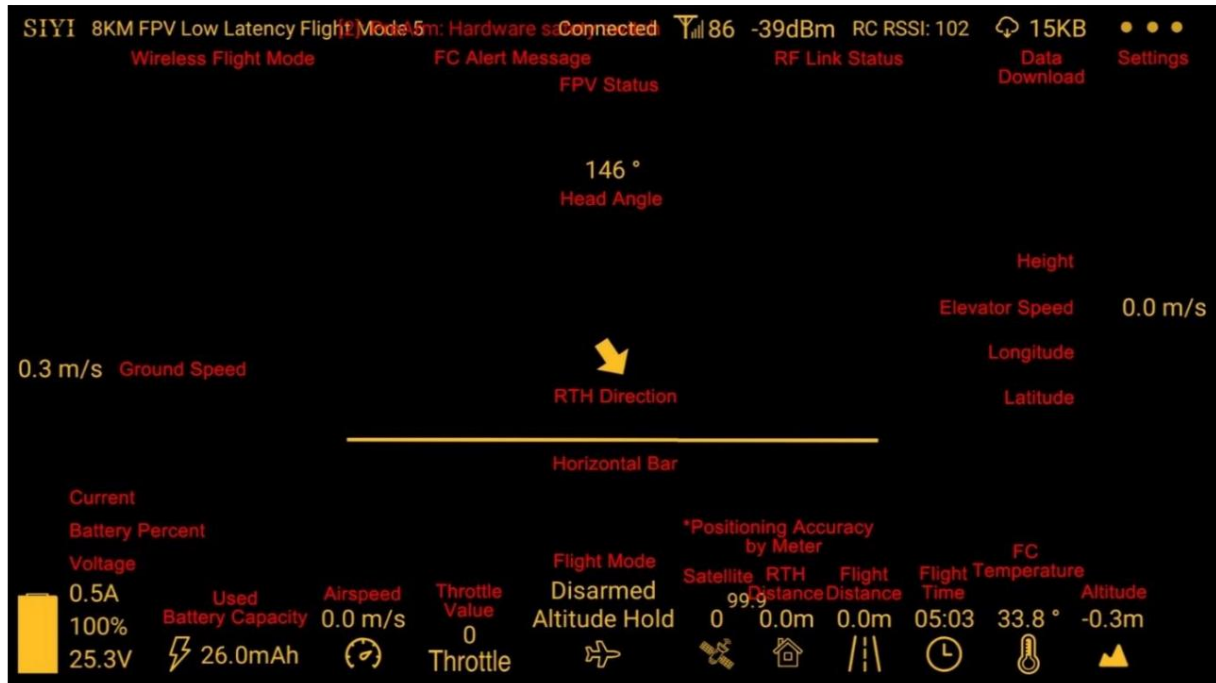 SIYI 8KM FPV Low Latency Flight Mode 5 Connected 86 -39dBm RC RSSI: 102 15KB
Wireless Flight Mode FC Alert Message RF Link Status Data Settings
Download
FPV Status
146 °
Head Angle
Height
Elevator Speed 0.0 m/s
Longitude
0.3 m/s Ground Speed
RTH Direction
Latitude
Horizontal Bar
Current
Battery Percent
Voltage
*Positioning Accuracy
by Meter
Flight Mode
Satellite RTH Distance Flight Distance Flight Time FC Temperature
Used Battery Capacity Airspeed Throttle Value Disarmed Altitude
99.9
0.5A
100% 0.0 m/s 0 Altitude Hold 0 0.0m 0.0m 05:03 33.8 ° -0.3m
25.3V 26.0mAh Throttle